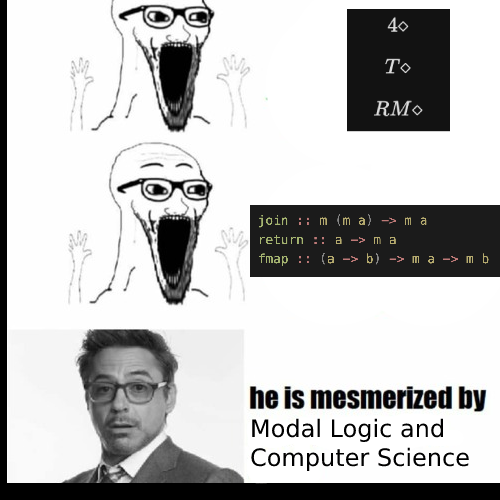 4◇
T◇
RM◇
join :: m (m a) -> m a
return :: a -> m a
fmap :: (a -> b) -> m a -> m b
he is mesmerized by
Modal Logic and
Computer Science